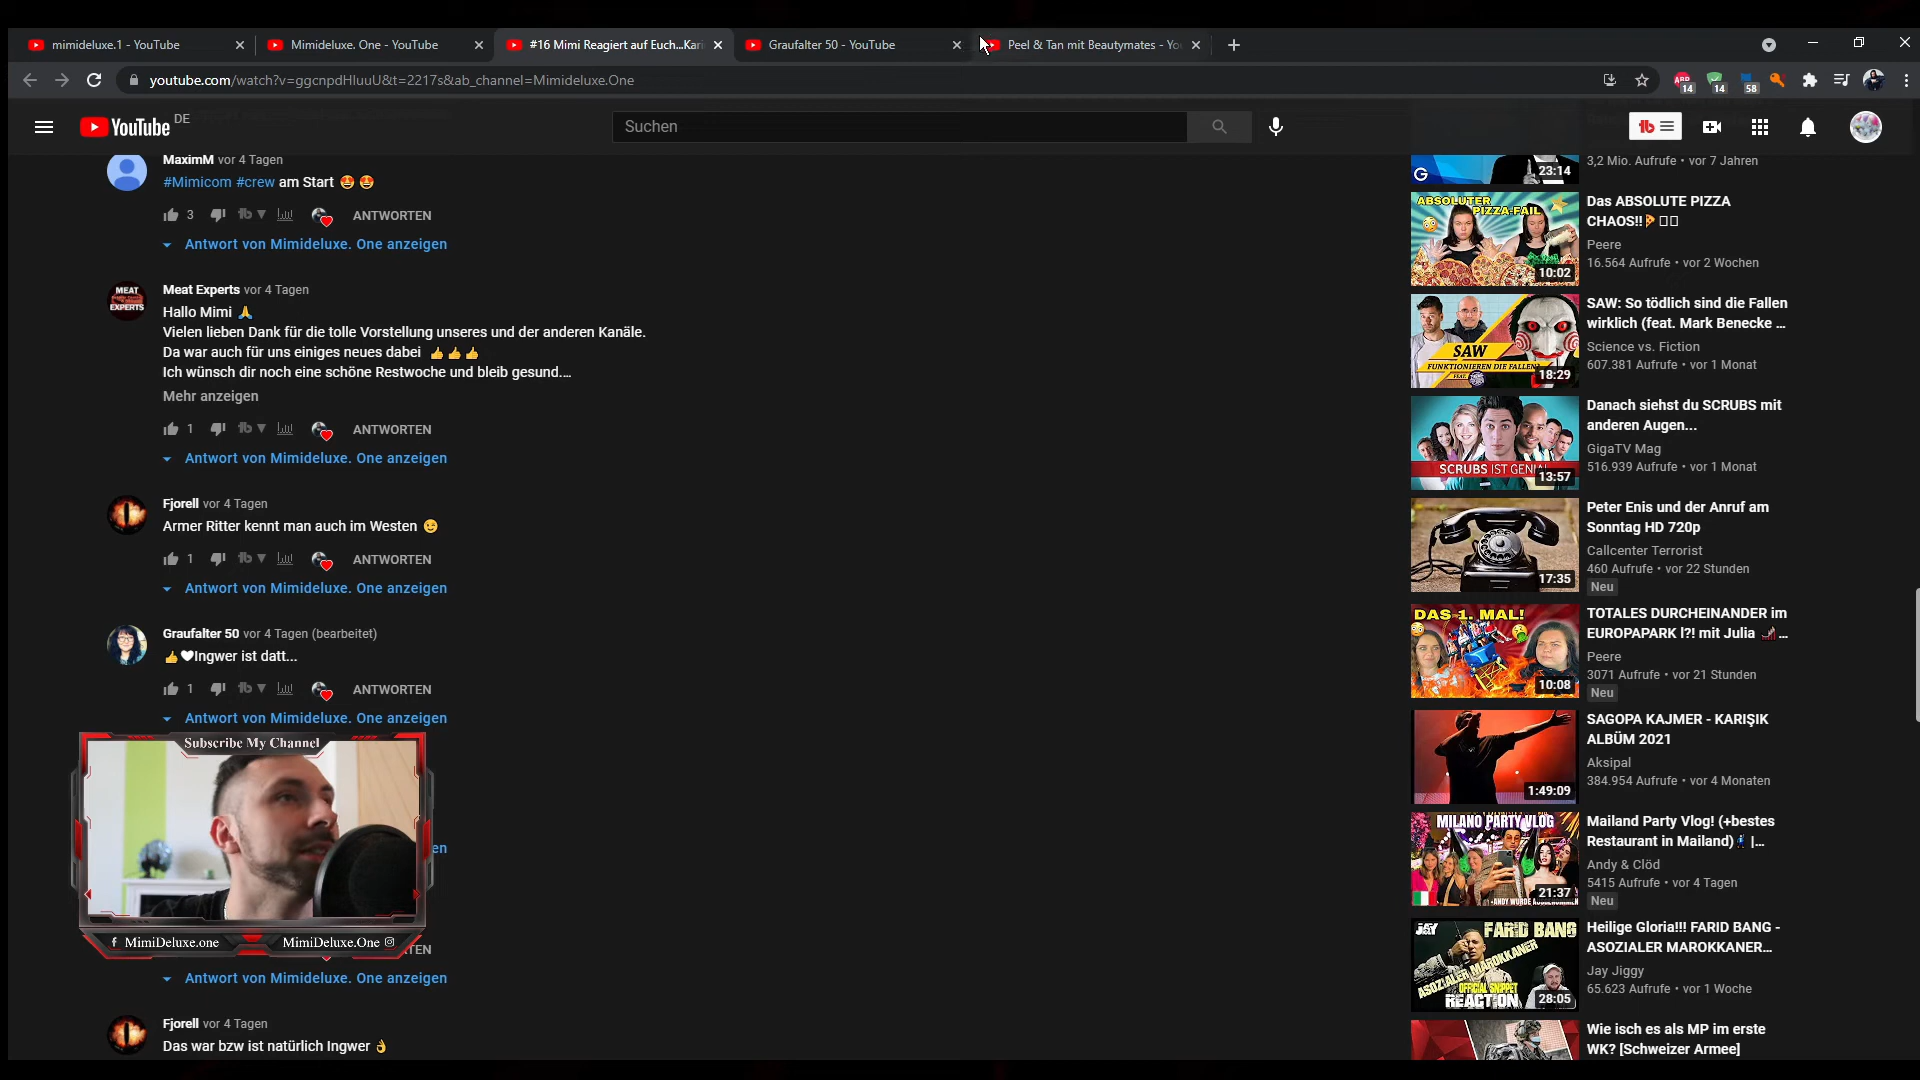 mimideluxe.1 - YouTube
Mimideluxe. One - YouTube
#16 Mimi Reagiert auf Euch...Kari
Graufalter 50 - YouTube
Peel & Tan mit Beautymates - Yo
youtube.com/watch?v=ggcnpdHluuU&t=2217s&ab_channel=Mimideluxe.One
14
14
58
YouTube DE
Suchen
MaximM vor 4 Tagen
#Mimicom #crew am Start 🤩 🤩
3
ANTWORTEN
Antwort von Mimideluxe. One anzeigen
MEAT
EXPERTS
Meat Experts vor 4 Tagen
Hallo Mimi 🙏
Vielen lieben Dank für die tolle Vorstellung unseres und der anderen Kanäle.
Da war auch für uns einiges neues dabei 👍👍👍
Ich wünsch dir noch eine schöne Restwoche und bleib gesund....
Mehr anzeigen
1
ANTWORTEN
Antwort von Mimideluxe. One anzeigen
Fjorell vor 4 Tagen
Armer Ritter kennt man auch im Westen 😉
1
ANTWORTEN
Antwort von Mimideluxe. One anzeigen
Graufalter 50 vor 4 Tagen (bearbeitet)
👍🖤Ingwer ist datt...
1
ANTWORTEN
Antwort von Mimideluxe. One anzeigen
Subscribe My Channel
en
MimiDeluxe.one
MimiDeluxe.One
TEN
Antwort von Mimideluxe. One anzeigen
Fjorell vor 4 Tagen
Das war bzw ist natürlich Ingwer 👌
23:14
3,2 Mio. Aufrufe • vor 7 Jahren
ABSOLUTER
PIZZA-FAIL
10:02
Das ABSOLUTE PIZZA
CHAOS!!🍕
Peere
16.564 Aufrufe • vor 2 Wochen
SAW
FUNKTIONIEREN DIE FALLEN?
18:29
SAW: So tödlich sind die Fallen
wirklich (feat. Mark Benecke ...
Science vs. Fiction
607.381 Aufrufe • vor 1 Monat
SCRUBS IST GENIAL
13:57
Danach siehst du SCRUBS mit
anderen Augen...
GigaTV Mag
516.939 Aufrufe • vor 1 Monat
17:35
Peter Enis und der Anruf am
Sonntag HD 720p
Callcenter Terrorist
460 Aufrufe • vor 22 Stunden
Neu
DAS 1. MAL!
10:08
TOTALES DURCHEINANDER im
EUROPAPARK I?! mit Julia 🎢...
Peere
3071 Aufrufe • vor 21 Stunden
Neu
1:49:09
SAGOPA KAJMER - KARIŞIK
ALBÜM 2021
Aksipal
384.954 Aufrufe • vor 4 Monaten
MILANO PARTY VLOG
21:37
Mailand Party Vlog! (+bestes
Restaurant in Mailand)🕴|...
Andy & Clöd
5415 Aufrufe • vor 4 Tagen
Neu
JAY
FARID BANG
ASOZIALER MAROKKANER
OFFICIAL SNIPPET
REACTION
28:05
Heilige Gloria!!! FARID BANG -
ASOZIALER MAROKKANER...
Jay Jiggy
65.623 Aufrufe • vor 1 Woche
Wie isch es als MP im erste
WK? [Schweizer Armee]